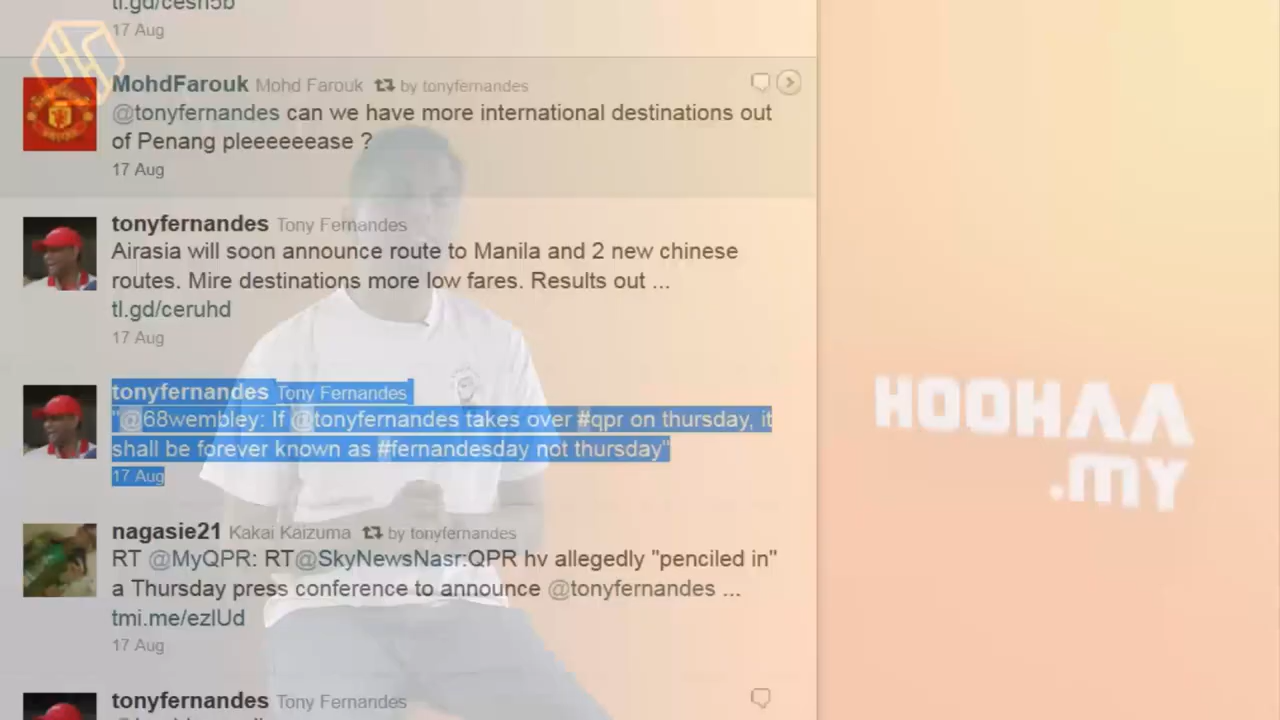 tl.gd/cesh5b
17 Aug
MohdFarouk Mohd Farouk by tonyfernandes
@tonyfernandes can we have more international destinations out
of Penang pleeeeeease ?
17 Aug
tonyfernandes Tony Fernandes
Airasia will soon announce route to Manila and 2 new chinese
routes. Mire destinations more low fares. Results out ...
tl.gd/ceruhd
17 Aug
tonyfernandes Tony Fernandes
"@68wembley: If @tonyfernandes takes over #qpr on thursday, it
shall be forever known as #fernandesday not thursday"
17 Aug
nagasie21 Kakai Kaizuma by tonyfernandes
RT @MyQPR: RT@SkyNewsNasr:QPR hv allegedly "penciled in"
a Thursday press conference to announce @tonyfernandes ...
tmi.me/ezlUd
17 Aug
tonyfernandes Tony Fernandes
HOOHAA
.MY